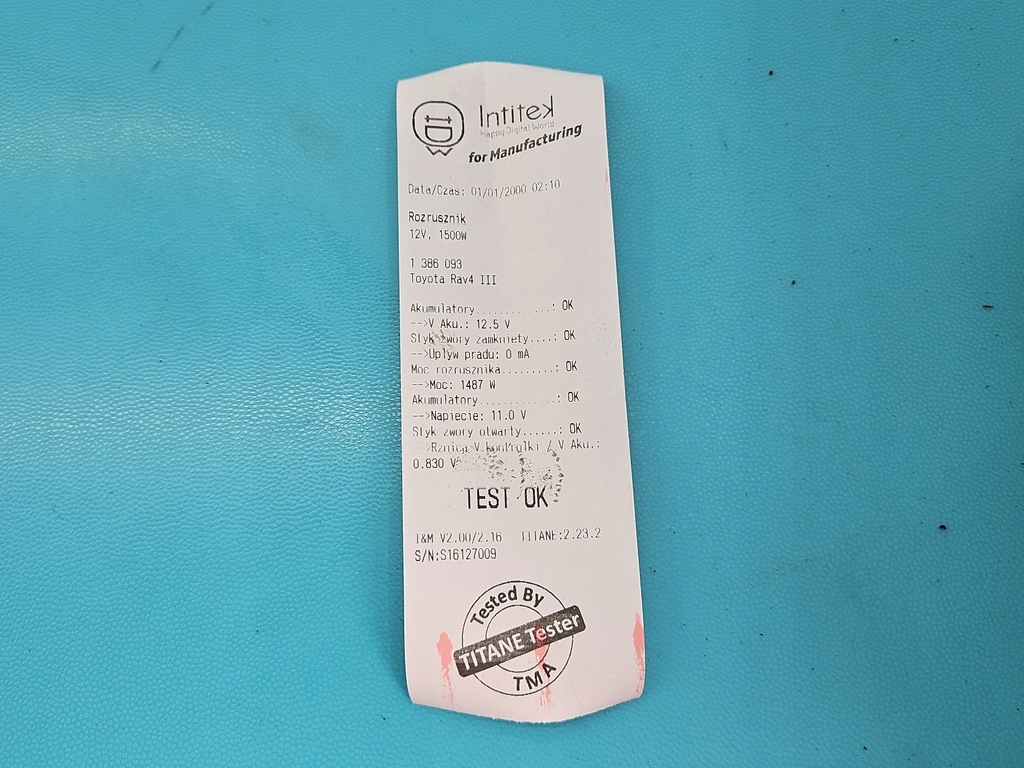 Intitek
Happy Digital World
for Manufacturing
Data/Czas: 01/01/2000 02:10
Rozrusznik
12V, 1500W
1 386 093
Toyota Rav4 III
Akumulatory............: OK
-->V Aku.: 12.5 V
Styk zwory zamkniety....: OK
-->Uplyw pradu: 0 mA
Moc rozrusznika.........: OK
-->Moc: 1487 W
Akumulatory............: OK
-->Napiecie: 11.0 V
Styk zwory otwarty......: OK
-->Rznica V.kontrolki / V Aku.:
0.830 V
TEST OK
I&M V2.00/2.16 TITANE:2.23.2
S/N:S16127009
Tested By
TITANE Tester
TMA